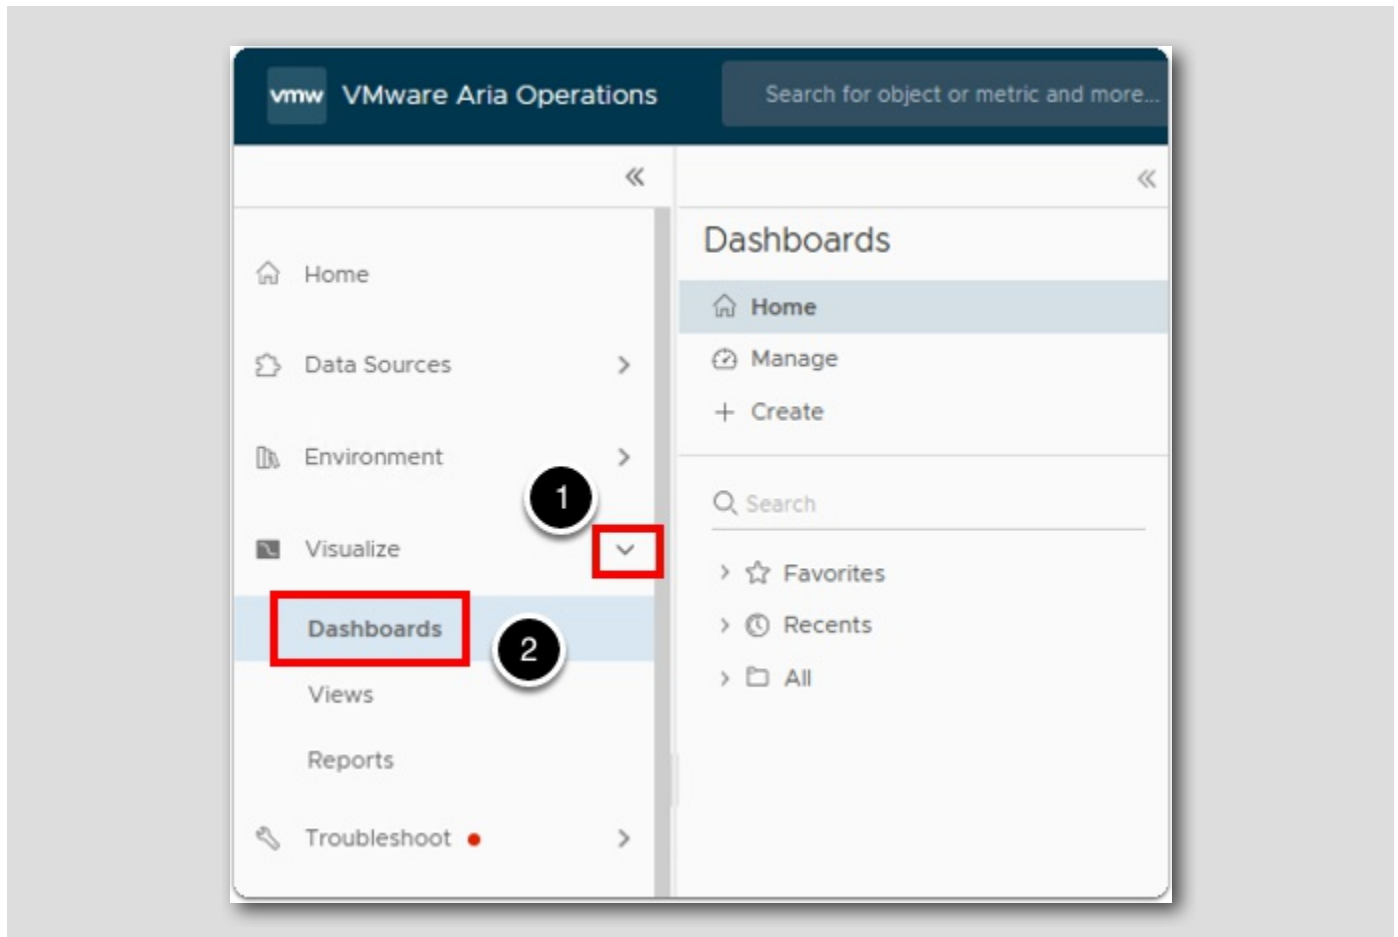 vmw VMware Aria Operations
Search for object or metric and more...
Home
Data Sources
Environment
1
Visualize
Dashboards
2
Views
Reports
Troubleshoot
Dashboards
Home
Manage
Create
Search
Favorites
Recents
All